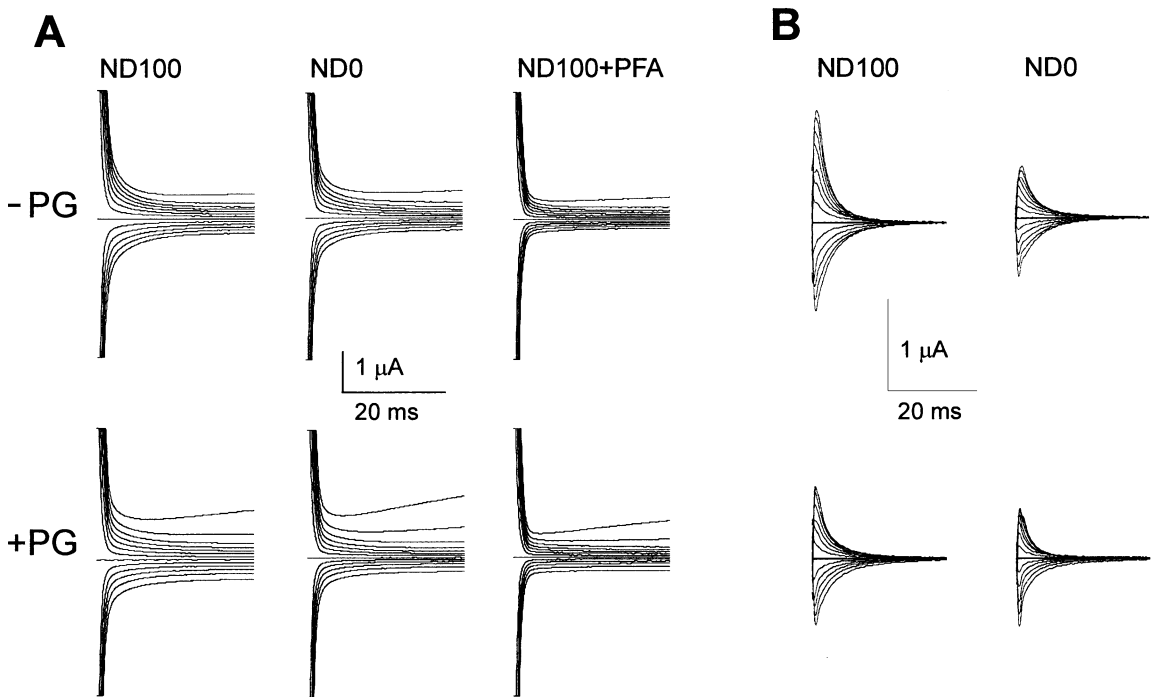 A
B
ND100
ND0
ND100+PFA
ND100
ND0
-PG
1 μA
20 ms
1 μA
20 ms
+PG